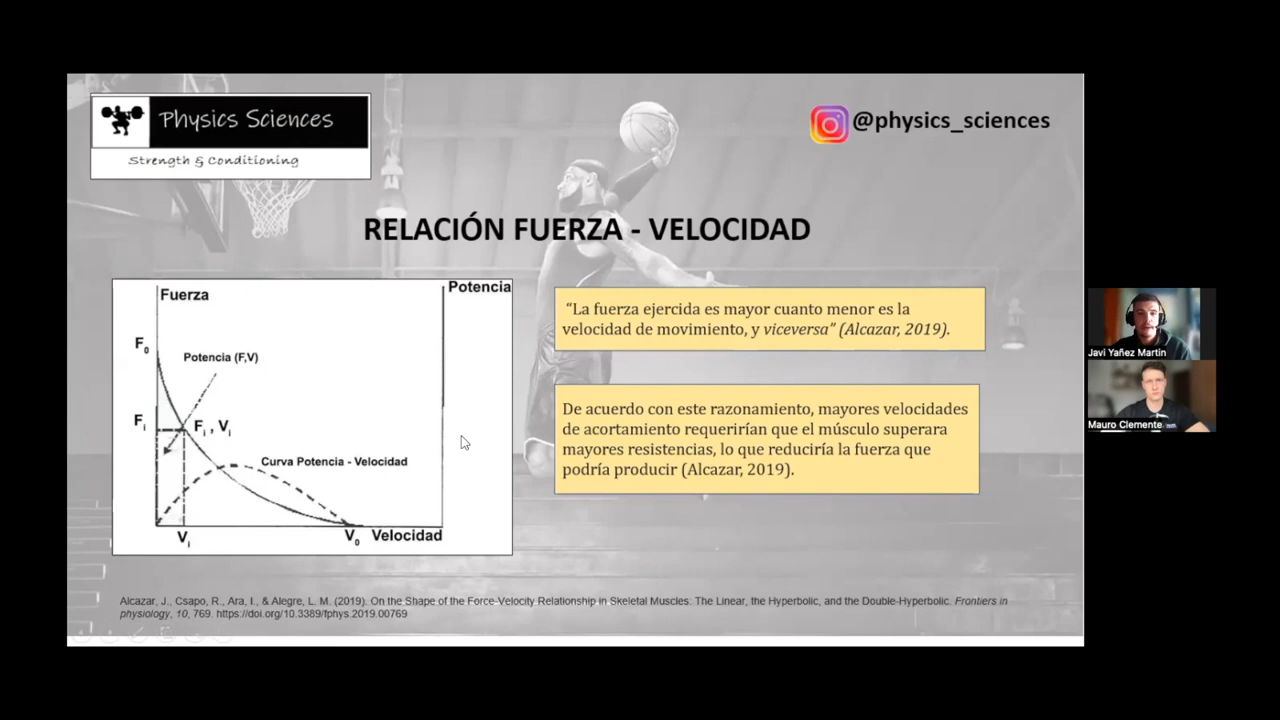 Physics Sciences
Strength & Conditioning
@physics_sciences
RELACIÓN FUERZA - VELOCIDAD
Fuerza
Potencia
F0
Potencia (F,V)
Fi
Fi , Vi
Curva Potencia - Velocidad
Vi
V0 Velocidad
“La fuerza ejercida es mayor cuanto menor es la
velocidad de movimiento, y viceversa” (Alcazar, 2019).
De acuerdo con este razonamiento, mayores velocidades
de acortamiento requerirían que el músculo superara
mayores resistencias, lo que reduciría la fuerza que
podría producir (Alcazar, 2019).
Javi Yañez Martin
Mauro Clemente
Alcazar, J., Csapo, R., Ara, I., & Alegre, L. M. (2019). On the Shape of the Force-Velocity Relationship in Skeletal Muscles: The Linear, the Hyperbolic, and the Double-Hyperbolic. Frontiers in
physiology, 10, 769. https://doi.org/10.3389/fphys.2019.00769